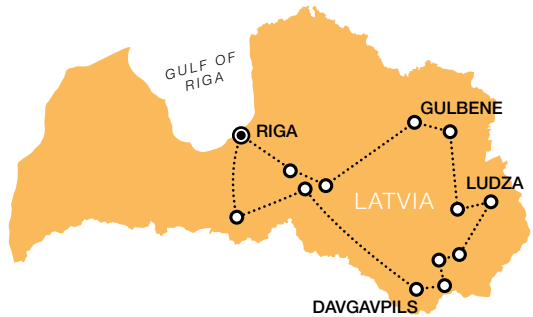 GULF OF
RIGA
GULBENE
RIGA
LUDZA
LATVIA
DAVGAVPILS